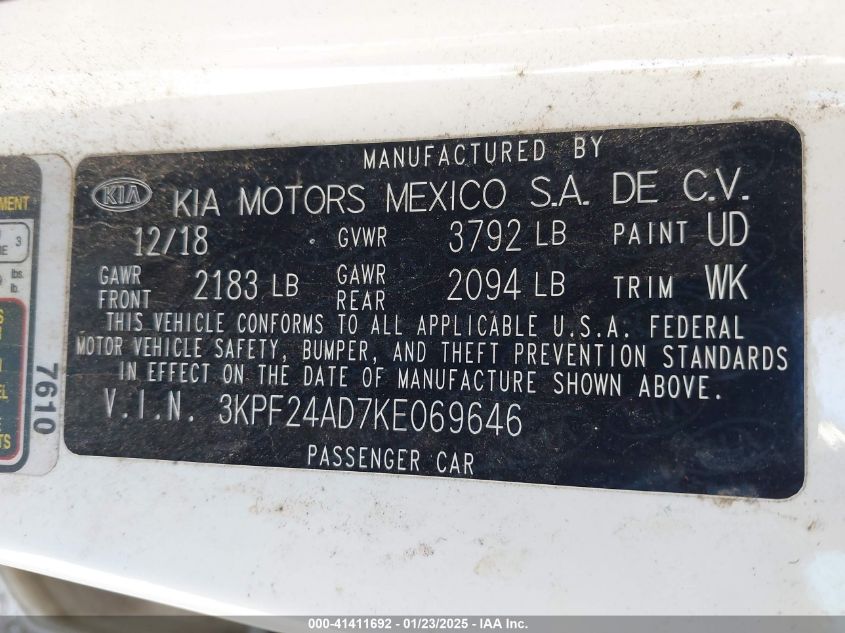 MANUFACTURED BY
KIA KIA MOTORS MEXICO S.A. DE C.V.
12/18 GVWR 3792 LB PAINT UD
GAWR FRONT 2183 LB GAWR REAR 2094 LB TRIM WK
THIS VEHICLE CONFORMS TO ALL APPLICABLE U.S.A. FEDERAL
MOTOR VEHICLE SAFETY, BUMPER, AND THEFT PREVENTION STANDARDS
IN EFFECT ON THE DATE OF MANUFACTURE SHOWN ABOVE.
V.I.N. 3KPF24AD7KE069646
PASSENGER CAR
3
lbs.
lb.
7610
000-41411692 - 01/23/2025 - IAA Inc.